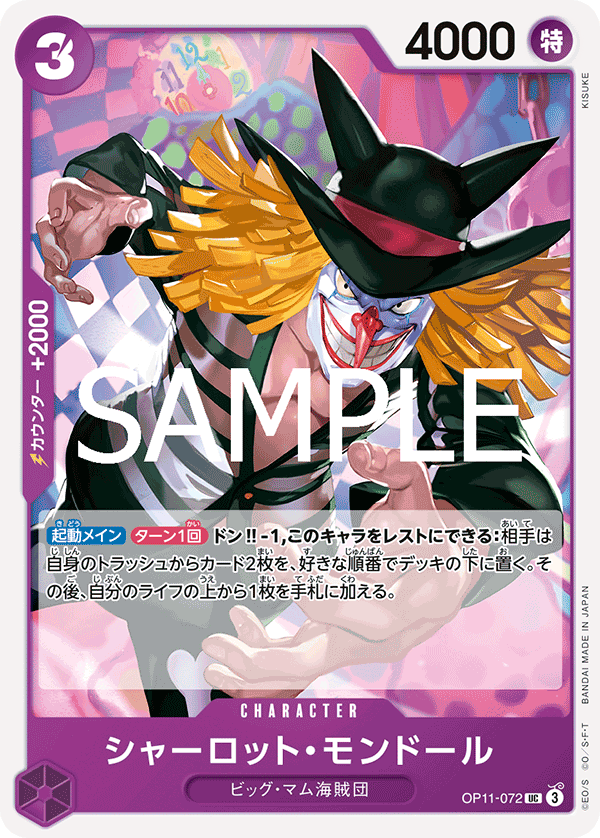 3
4000
特
KISUKE
12
11
1
10
カウンター +2000
SAMPLE
起動メイン ターン1回 ドン!!-1,このキャラをレストにできる:相手は
自身のトラッシュからカード2枚を、好きな順番でデッキの下に置く。そ
の後、自分のライフの上から1枚を手札に加える。
CHARACTER
シャーロット・モンドール
ビッグ・マム海賊団
OP11-072 UC 3
©EO/S ©O/S・F・T BANDAI MADE IN JAPAN